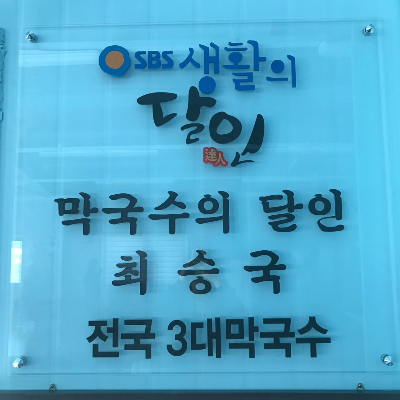 SBS 생활의
달인
達人
막국수의 달인
최승국
전국 3대막국수